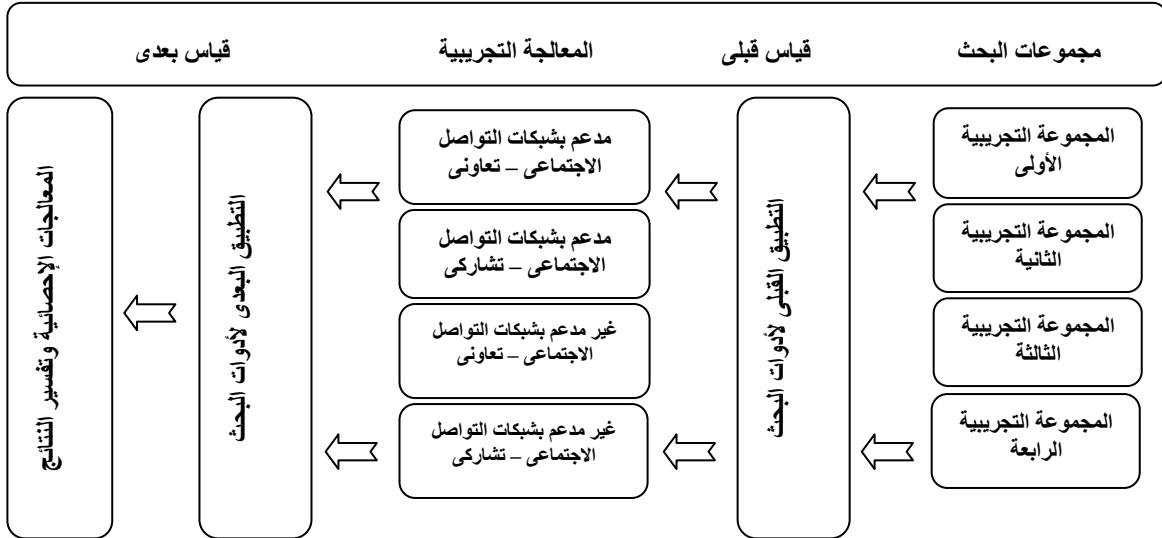 مجموعات البحث
قياس قبلى
المعالجة التجريبية
قياس بعدى
المجموعة التجريبية
الأولى
المجموعة التجريبية
الثانية
المجموعة التجريبية
الثالثة
المجموعة التجريبية
الرابعة
التطبيق القبلى لأدوات البحث
مدعم بشبكات التواصل
الاجتماعى – تعاونى
مدعم بشبكات التواصل
الاجتماعى – تشاركى
غير مدعم بشبكات التواصل
الاجتماعى – تعاونى
غير مدعم بشبكات التواصل
الاجتماعى – تشاركى
التطبيق البعدى لأدوات البحث
المعالجات الإحصائية وتفسير النتائج